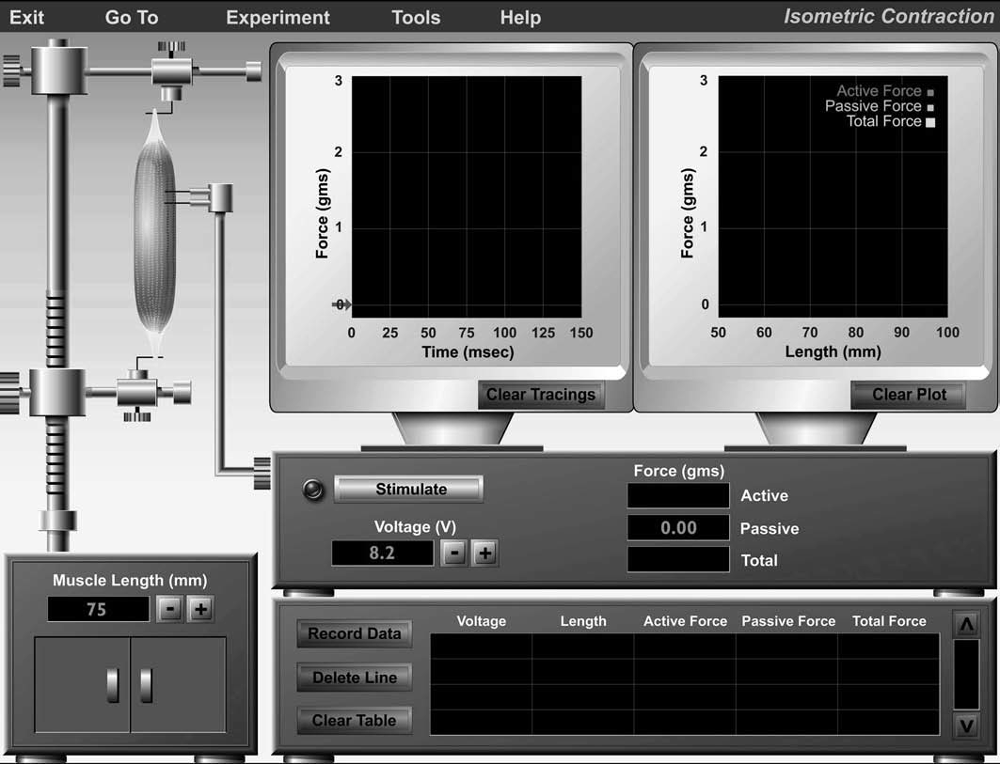 Exit Go To Experiment Tools Help Isometric Contraction
3
2
1
0
Force (gms)
0 25 50 75 100 125 150
Time (msec)
Clear Tracings
3
2
1
0
Force (gms)
Active Force
Passive Force
Total Force
50 60 70 80 90 100
Length (mm)
Clear Plot
Stimulate
Voltage (V)
8.2 - +
Force (gms)
Active
0.00 Passive
Total
Muscle Length (mm)
75 - +
Record Data
Delete Line
Clear Table
Voltage Length Active Force Passive Force Total Force